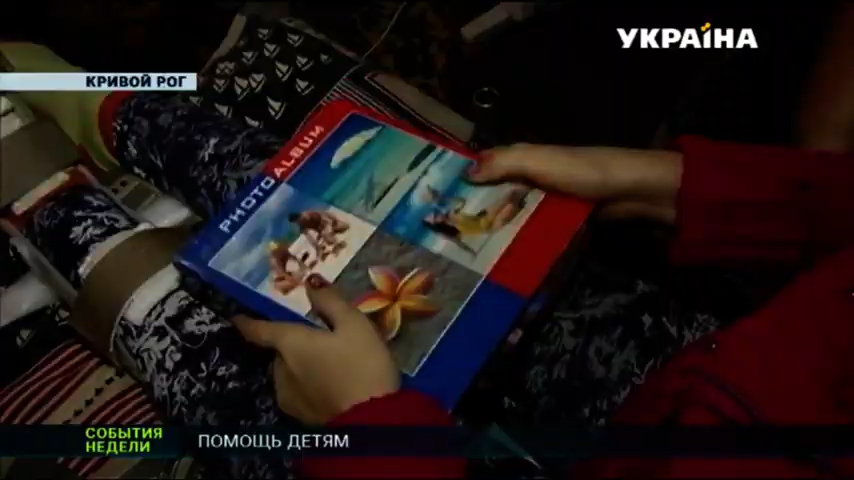 УКРАЇНА
КРИВОЙ РОГ
PHOTO ALBUM
СОБЫТИЯ
НЕДЕЛИ
ПОМОЩЬ ДЕТЯМ